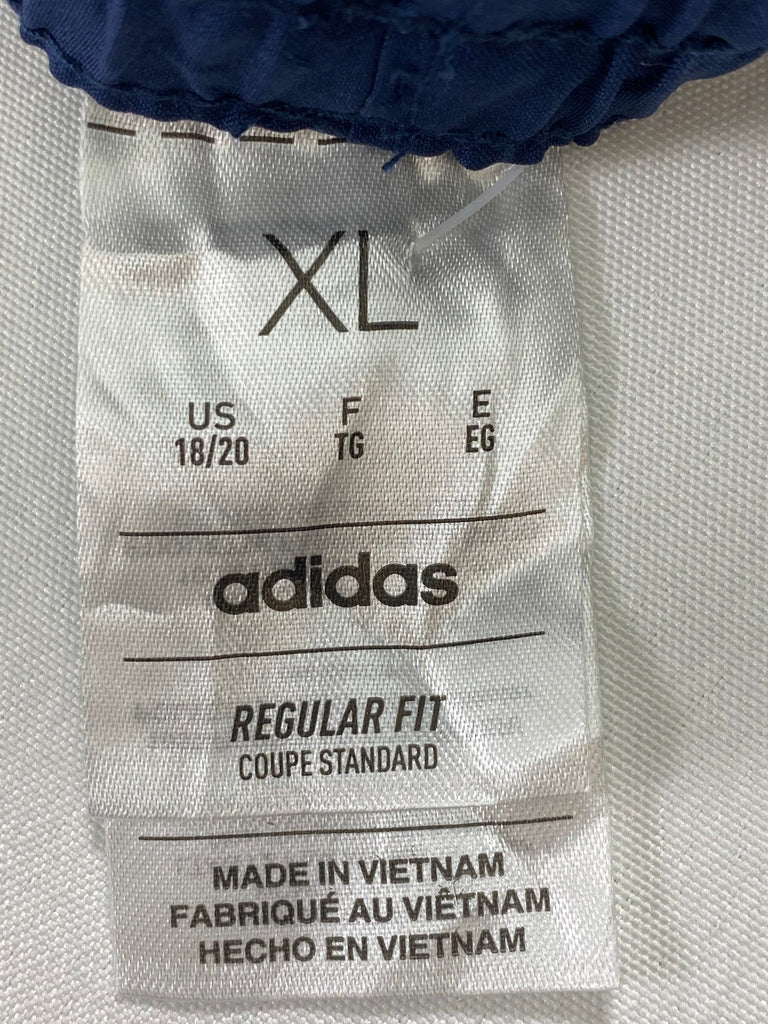 XL
US F E
18/20 TG EG
adidas
REGULAR FIT
COUPE STANDARD
MADE IN VIETNAM
FABRIQUÉ AU VIÊTNAM
HECHO EN VIETNAM